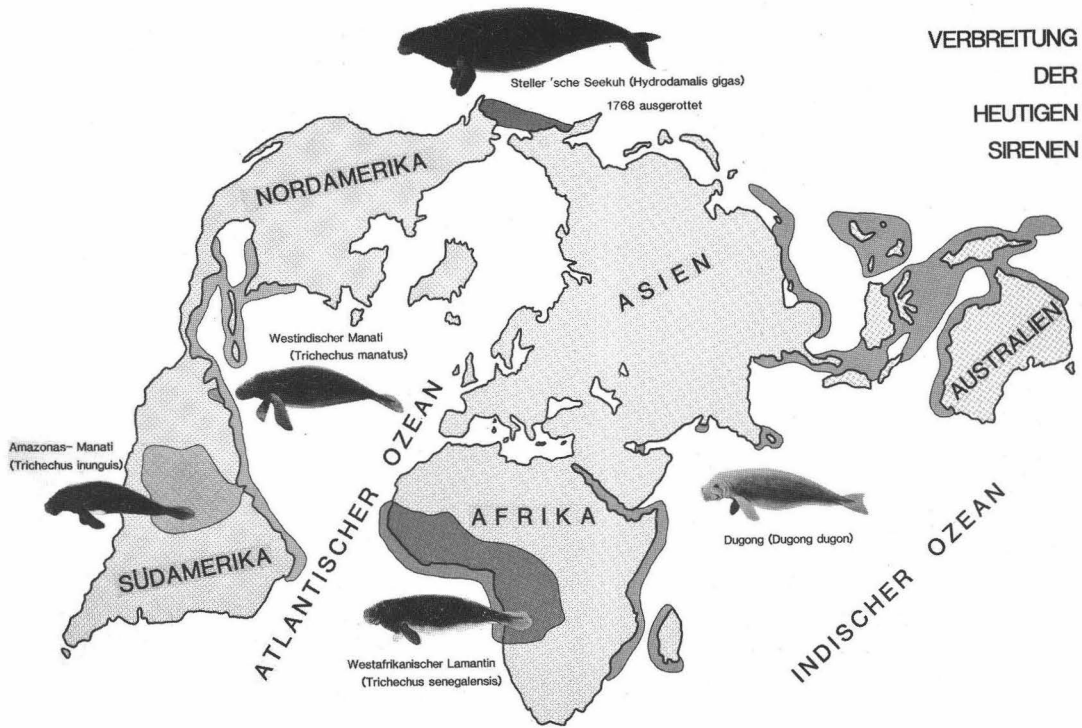 VERBREITUNG
DER
HEUTIGEN
SIRENEN
Steller 'sche Seekuh (Hydrodamalis gigas)
1768 ausgerottet
NORDAMERIKA
ASIEN
Westindischer Manati
(Trichechus manatus)
AUSTRALIEN
Amazonas- Manati
(Trichechus inunguis)
ATLANTISCHER OZEAN
AFRIKA
SÜDAMERIKA
Dugong (Dugong dugon)
INDISCHER OZEAN
Westafrikanischer Lamantin
(Trichechus senegalensis)